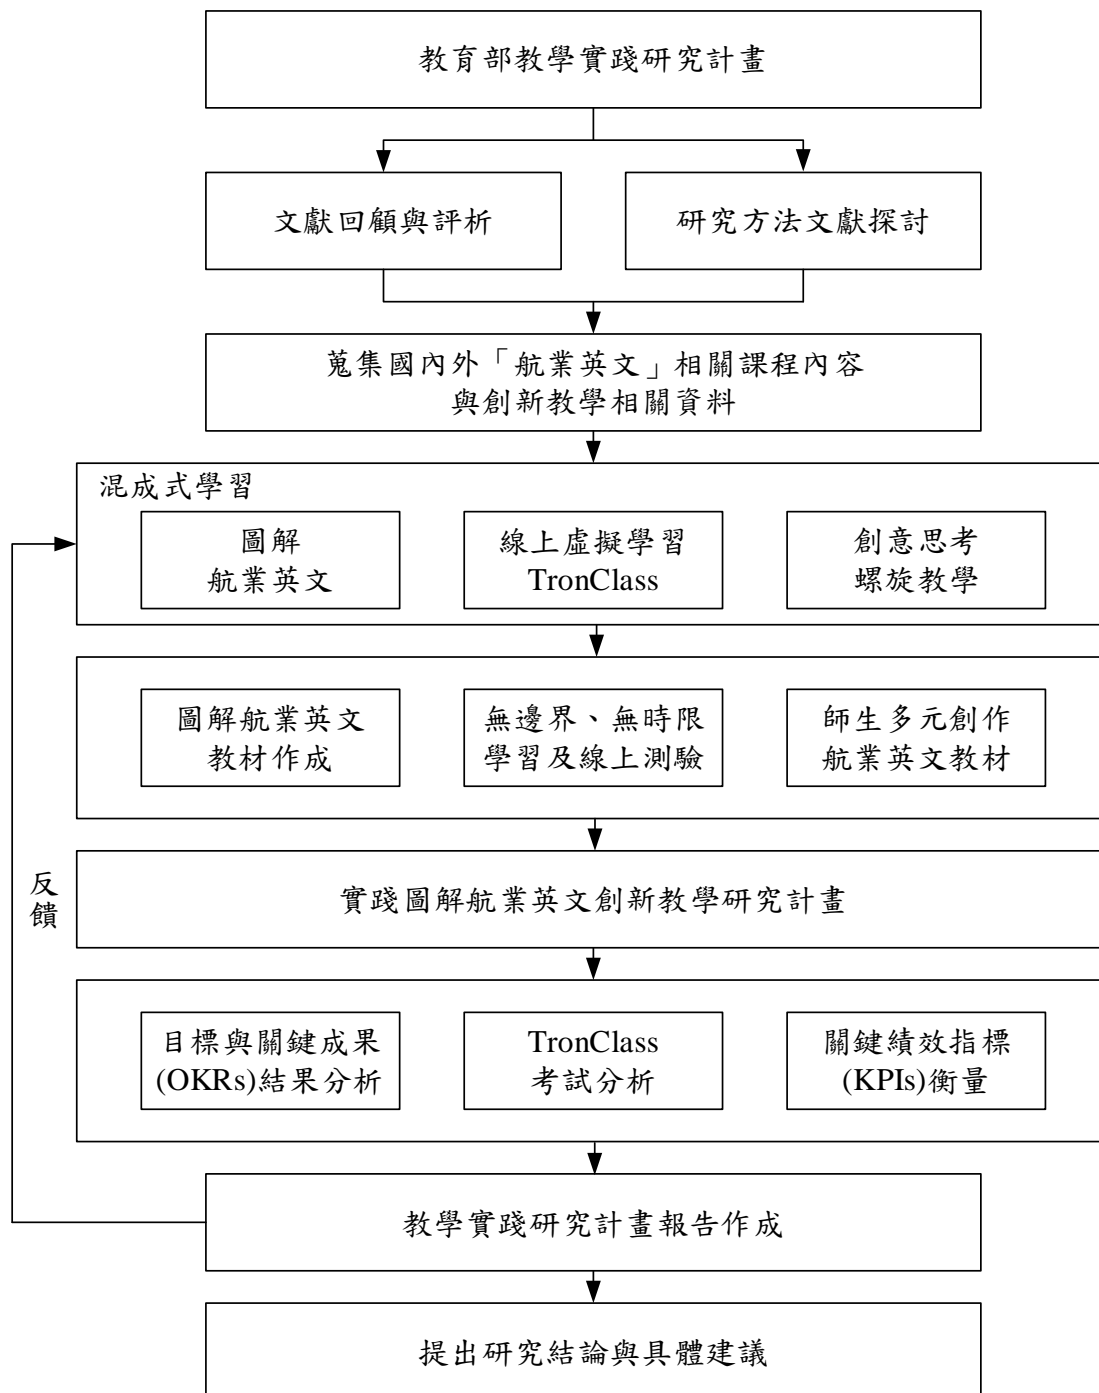 教育部教學實踐研究計畫
文獻回顧與評析
研究方法文獻探討
蒐集國內外「航業英文」相關課程內容
與創新教學相關資料
混成式學習
圖解
航業英文
線上虛擬學習
TronClass
創意思考
螺旋教學
圖解航業英文
教材作成
無邊界、無時限
學習及線上測驗
師生多元創作
航業英文教材
反
饋
實踐圖解航業英文創新教學研究計畫
目標與關鍵成果
(OKRs)結果分析
TronClass
考試分析
關鍵績效指標
(KPIs)衡量
教學實踐研究計畫報告作成
提出研究結論與具體建議